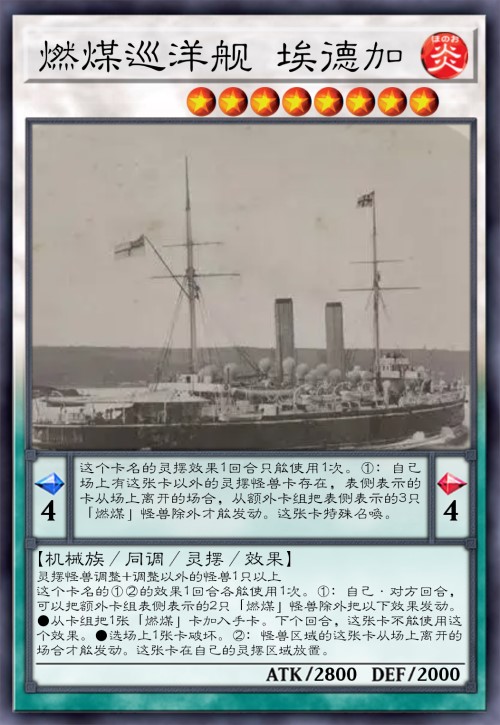 燃煤巡洋舰 埃德加
ほのお
炎
这个卡名的灵摆效果1回合只能使用1次。①：自己
场上有这张卡以外的灵摆怪兽卡存在，表侧表示的
卡从场上离开的场合，从额外卡组把表侧表示的3只
「燃煤」怪兽除外才能发动。这张卡特殊召唤。
4
4
【机械族／同调／灵摆／效果】
灵摆怪兽调整+调整以外的怪兽1只以上
这个卡名的①②的效果1回合各能使用1次。①：自己·对方回合，
可以把额外卡组表侧表示的2只「燃煤」怪兽除外把以下效果发动。
●从卡组把1张「燃煤」卡加入手卡。下个回合，这张卡不能使用这
个效果。●选场上1张卡破坏。②：怪兽区域的这张卡从场上离开的
场合才能发动。这张卡在自己的灵摆区域放置。
ATK/2800 DEF/2000